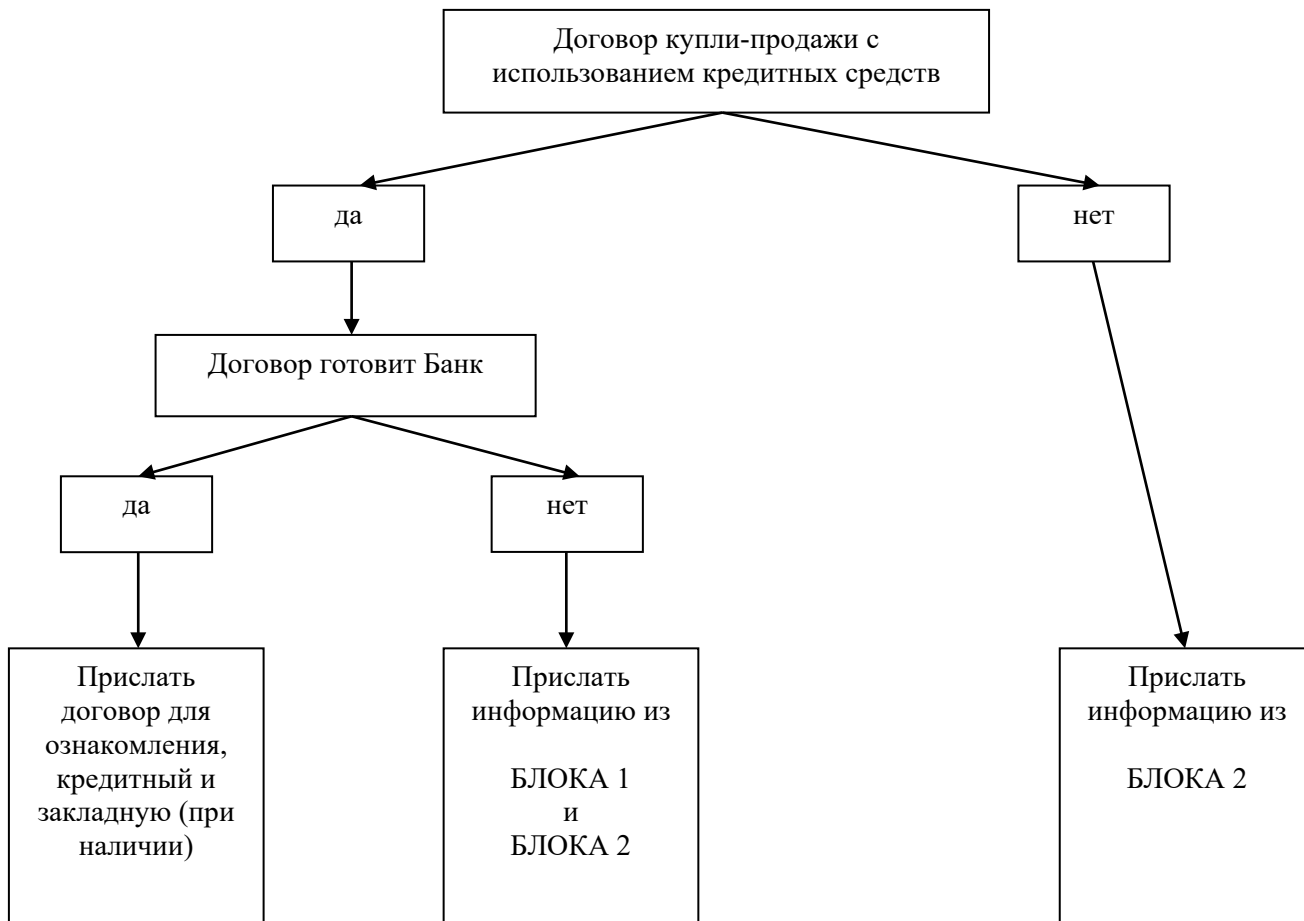 Договор купли-продажи с
использованием кредитных средств
да
нет
Договор готовит Банк
да
нет
Прислать
договор для
ознакомления,
кредитный и
закладную (при
наличии)
Прислать
информацию из
БЛОКА 1
и
БЛОКА 2
Прислать
информацию из
БЛОКА 2